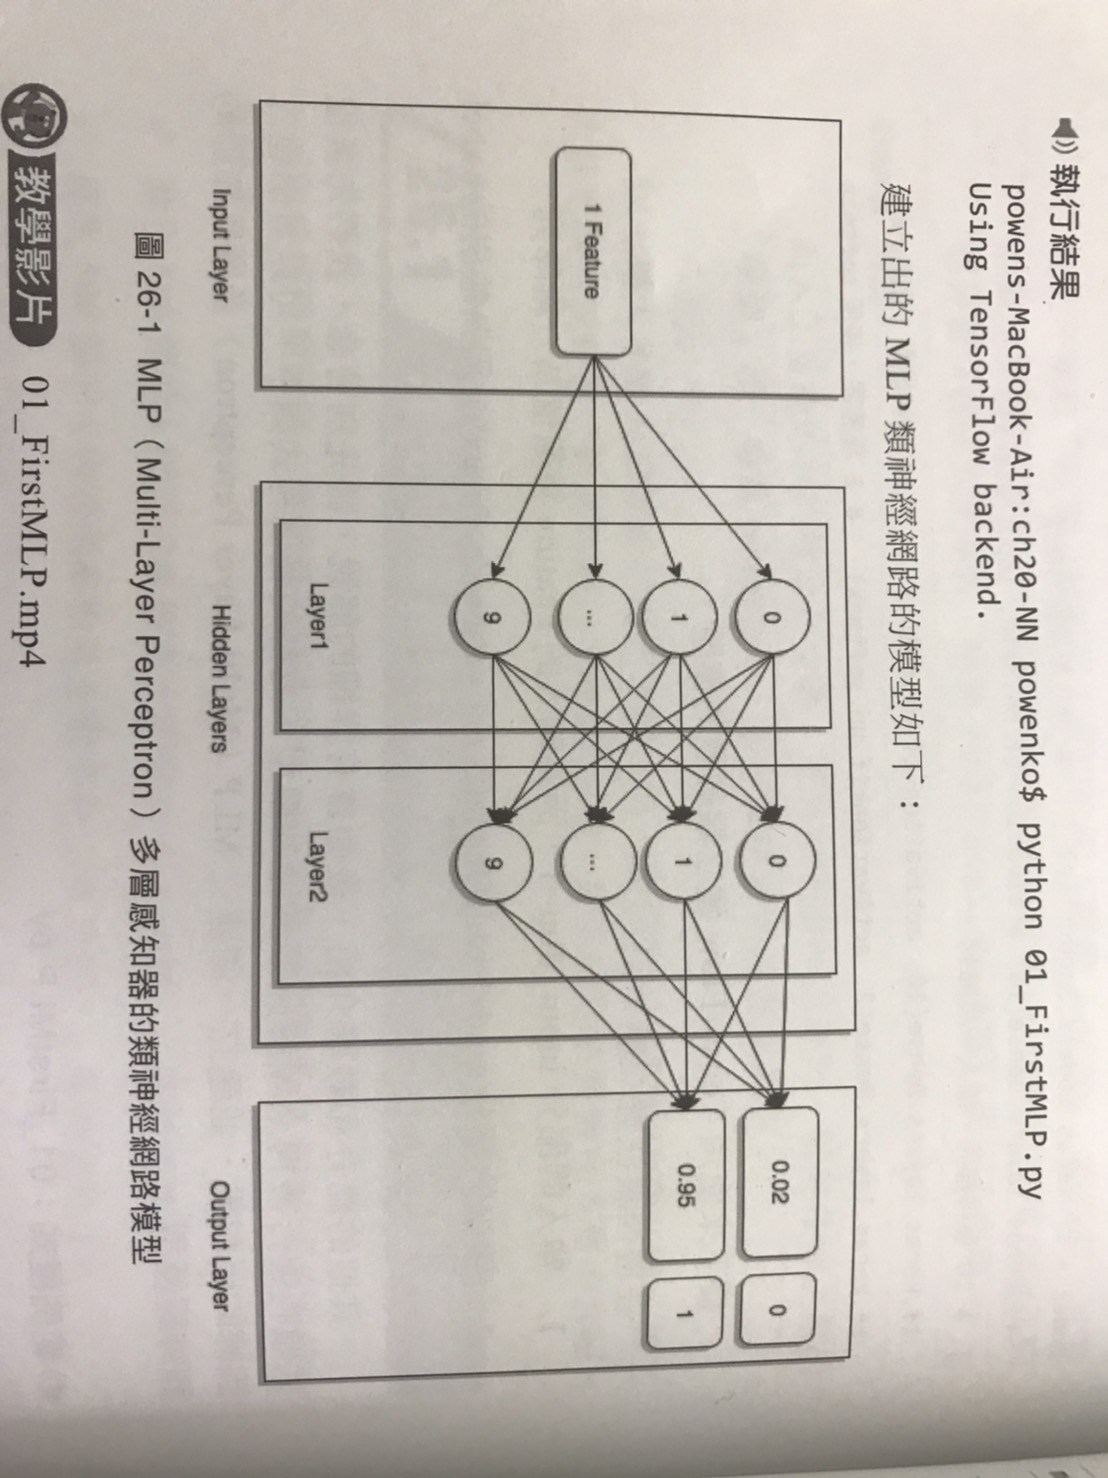 執行結果
powens-MacBook-Air:ch20-NN powenko$ python 01_FirstMLP.py
Using TensorFlow backend.
建立出的 MLP 類神經網路的模型如下：
1 Feature
0
1
...
9
Layer1
0
1
...
9
Layer2
0.02 0
0.95 1
Input Layer
Hidden Layers
Output Layer
圖 26-1 MLP（Multi-Layer Perceptron）多層感知器的類神經網路模型
教學影片 01_FirstMLP.mp4